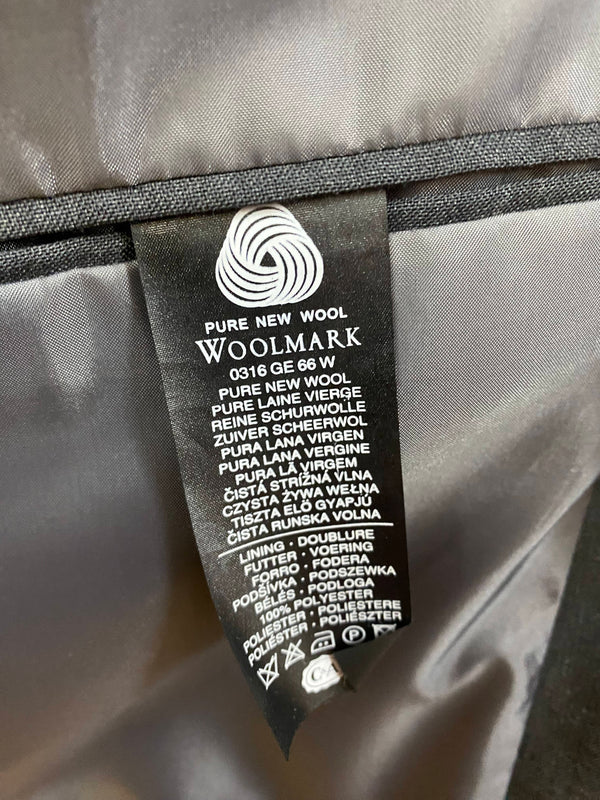 PURE NEW WOOL
WOOLMARK
0316 GE 66 W
PURE NEW WOOL
PURE LAINE VIERGE
REINE SCHURWOLLE
ZUIVER SCHEERWOL
PURA LANA VIRGEN
PURA LANA VERGINE
PURA LÃ VIRGEM
ČISTÁ STRIŽNÁ VLNA
CZYSTA ŻYWA WEŁNA
TISZTA ELŐ GYAPJÚ
ČISTA RUNSKA VOLNA
LINING · DOUBLURE
FUTTER · VOERING
FORRO · FODERA
PODŠÍVKA · PODSZEWKA
BÉLÉS · PODLOGA
100% POLYESTER
POLIESTER · POLIESTERE
POLIÉSTER · POLIÉSZTER
P